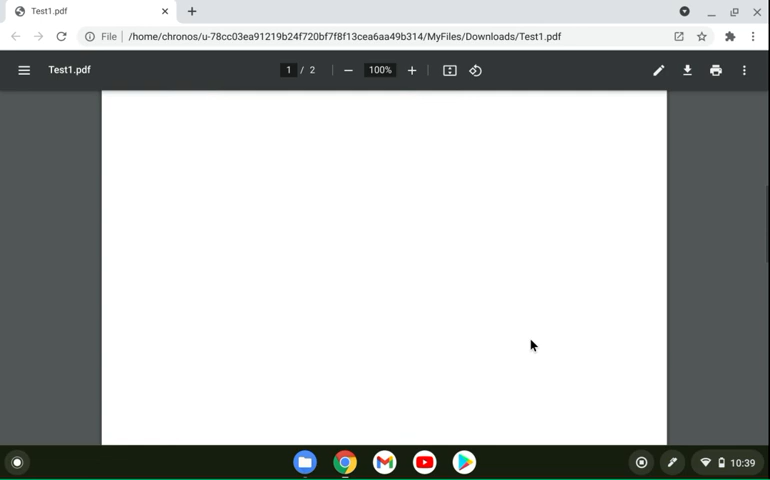 Test1.pdf
File /home/chronos/u-78cc03ea91219b24f720bf7f8f13cea6aa49b314/MyFiles/Downloads/Test1.pdf
Test1.pdf
1 / 2
100%
10:39